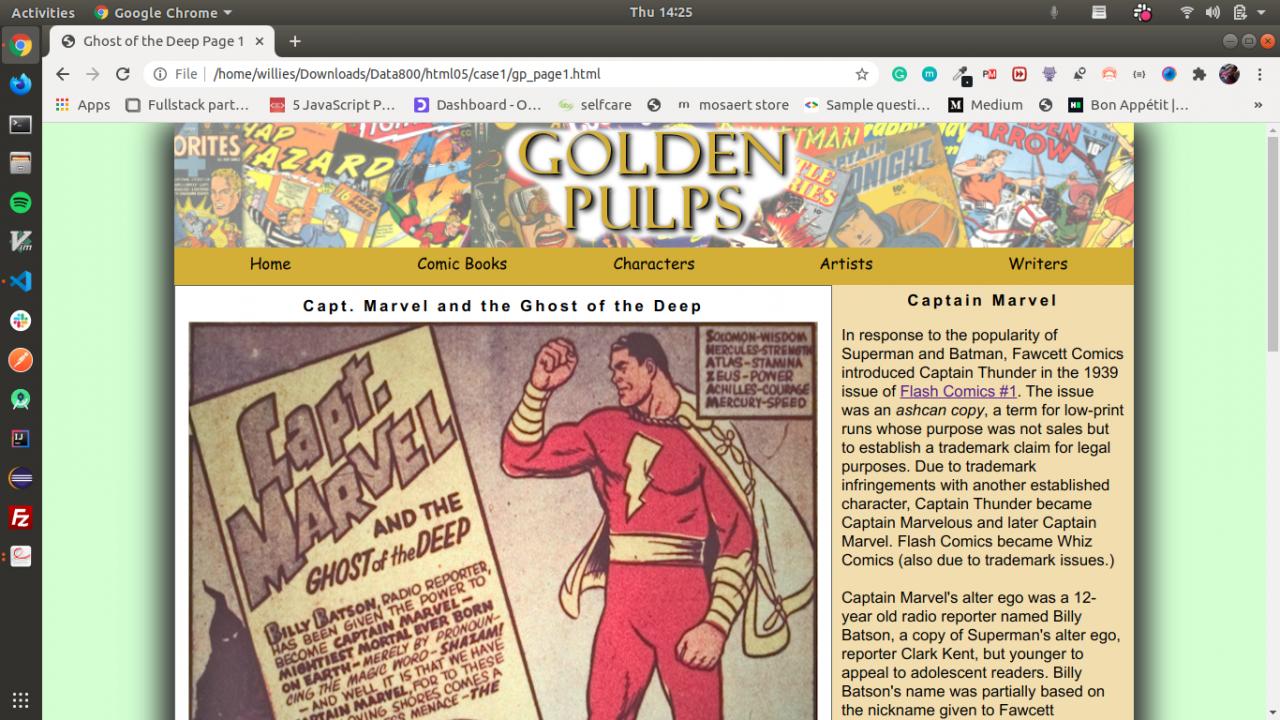 Activities Google Chrome Thu 14:25
Ghost of the Deep Page 1
File /home/willies/Downloads/Data800/html05/case1/gp_page1.html
Apps Fullstack part… 5 JavaScript P… Dashboard - O… selfcare mosaert store Sample questi… Medium Bon Appétit |… »
GOLDEN
PULPS
Home Comic Books Characters Artists Writers
Capt. Marvel and the Ghost of the Deep
SOLOMON-WISDOM
HERCULES-STRENGTH
ATLAS-STAMINA
ZEUS-POWER
ACHILLES-COURAGE
MERCURY-SPEED
Capt.
MARVEL
AND THE
GHOST of the DEEP
BILLY BATSON, RADIO REPORTER,
HAS BEEN GIVEN THE POWER TO
BECOME CAPTAIN MARVEL—
MIGHTIEST MORTAL EVER BORN
ON EARTH—MERELY BY PRONOUN-
CING THE MAGIC WORD—SHAZAM!
—AND WELL IT IS THAT WE HAVE
CAPTAIN MARVEL, FOR TO THESE
SHORES COMES A
MENACE—THE
Captain Marvel
In response to the popularity of
Superman and Batman, Fawcett Comics
introduced Captain Thunder in the 1939
issue of Flash Comics #1. The issue
was an ashcan copy, a term for low-print
runs whose purpose was not sales but
to establish a trademark claim for legal
purposes. Due to trademark
infringements with another established
character, Captain Thunder became
Captain Marvelous and later Captain
Marvel. Flash Comics became Whiz
Comics (also due to trademark issues.)
Captain Marvel's alter ego was a 12-
year old radio reporter named Billy
Batson, a copy of Superman's alter ego,
reporter Clark Kent, but younger to
appeal to adolescent readers. Billy
Batson's name was partially based on
the nickname given to Fawcett